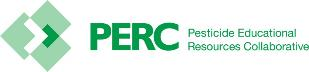 PERC Pesticide Educational
Resources Collaborative